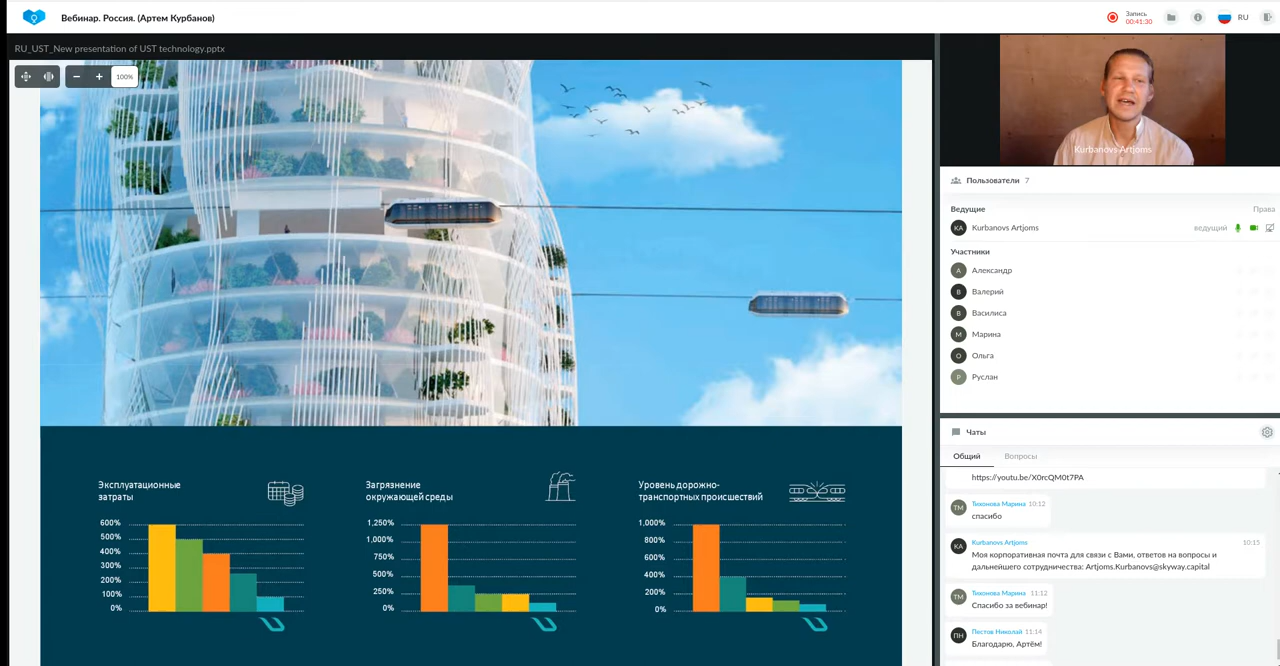 Вебинар. Россия. (Артем Курбанов)
Запись
00:41:30
RU
RU_UST_New presentation of UST technology.pptx
100%
Kurbanovs Artjoms
Пользователи 7
Ведущие
Права
KA
Kurbanovs Artjoms
ведущий
Участники
А
Александр
В
Валерий
В
Василиса
М
Марина
О
Ольга
Р
Руслан
Эксплуатационные
затраты
600%
500%
400%
300%
200%
100%
0%
Загрязнение
окружающей среды
1,250%
1,000%
750%
500%
250%
0%
Уровень дорожно-
транспортных происшествий
1,000%
800%
600%
400%
200%
0%
Чаты
Общий
Вопросы
https://youtu.be/X0rcQM0t7PA
ТМ
Тихонова Марина 10:12
спасибо
KA
Kurbanovs Artjoms
10:15
Моя корпоративная почта для связи с Вами, ответов на вопросы и
дальнейшего сотрудничества: Artjoms.Kurbanovs@skyway.capital
ТМ
Тихонова Марина 11:12
Спасибо за вебинар!
ПН
Пестов Николай 11:14
Благодарю, Артём!